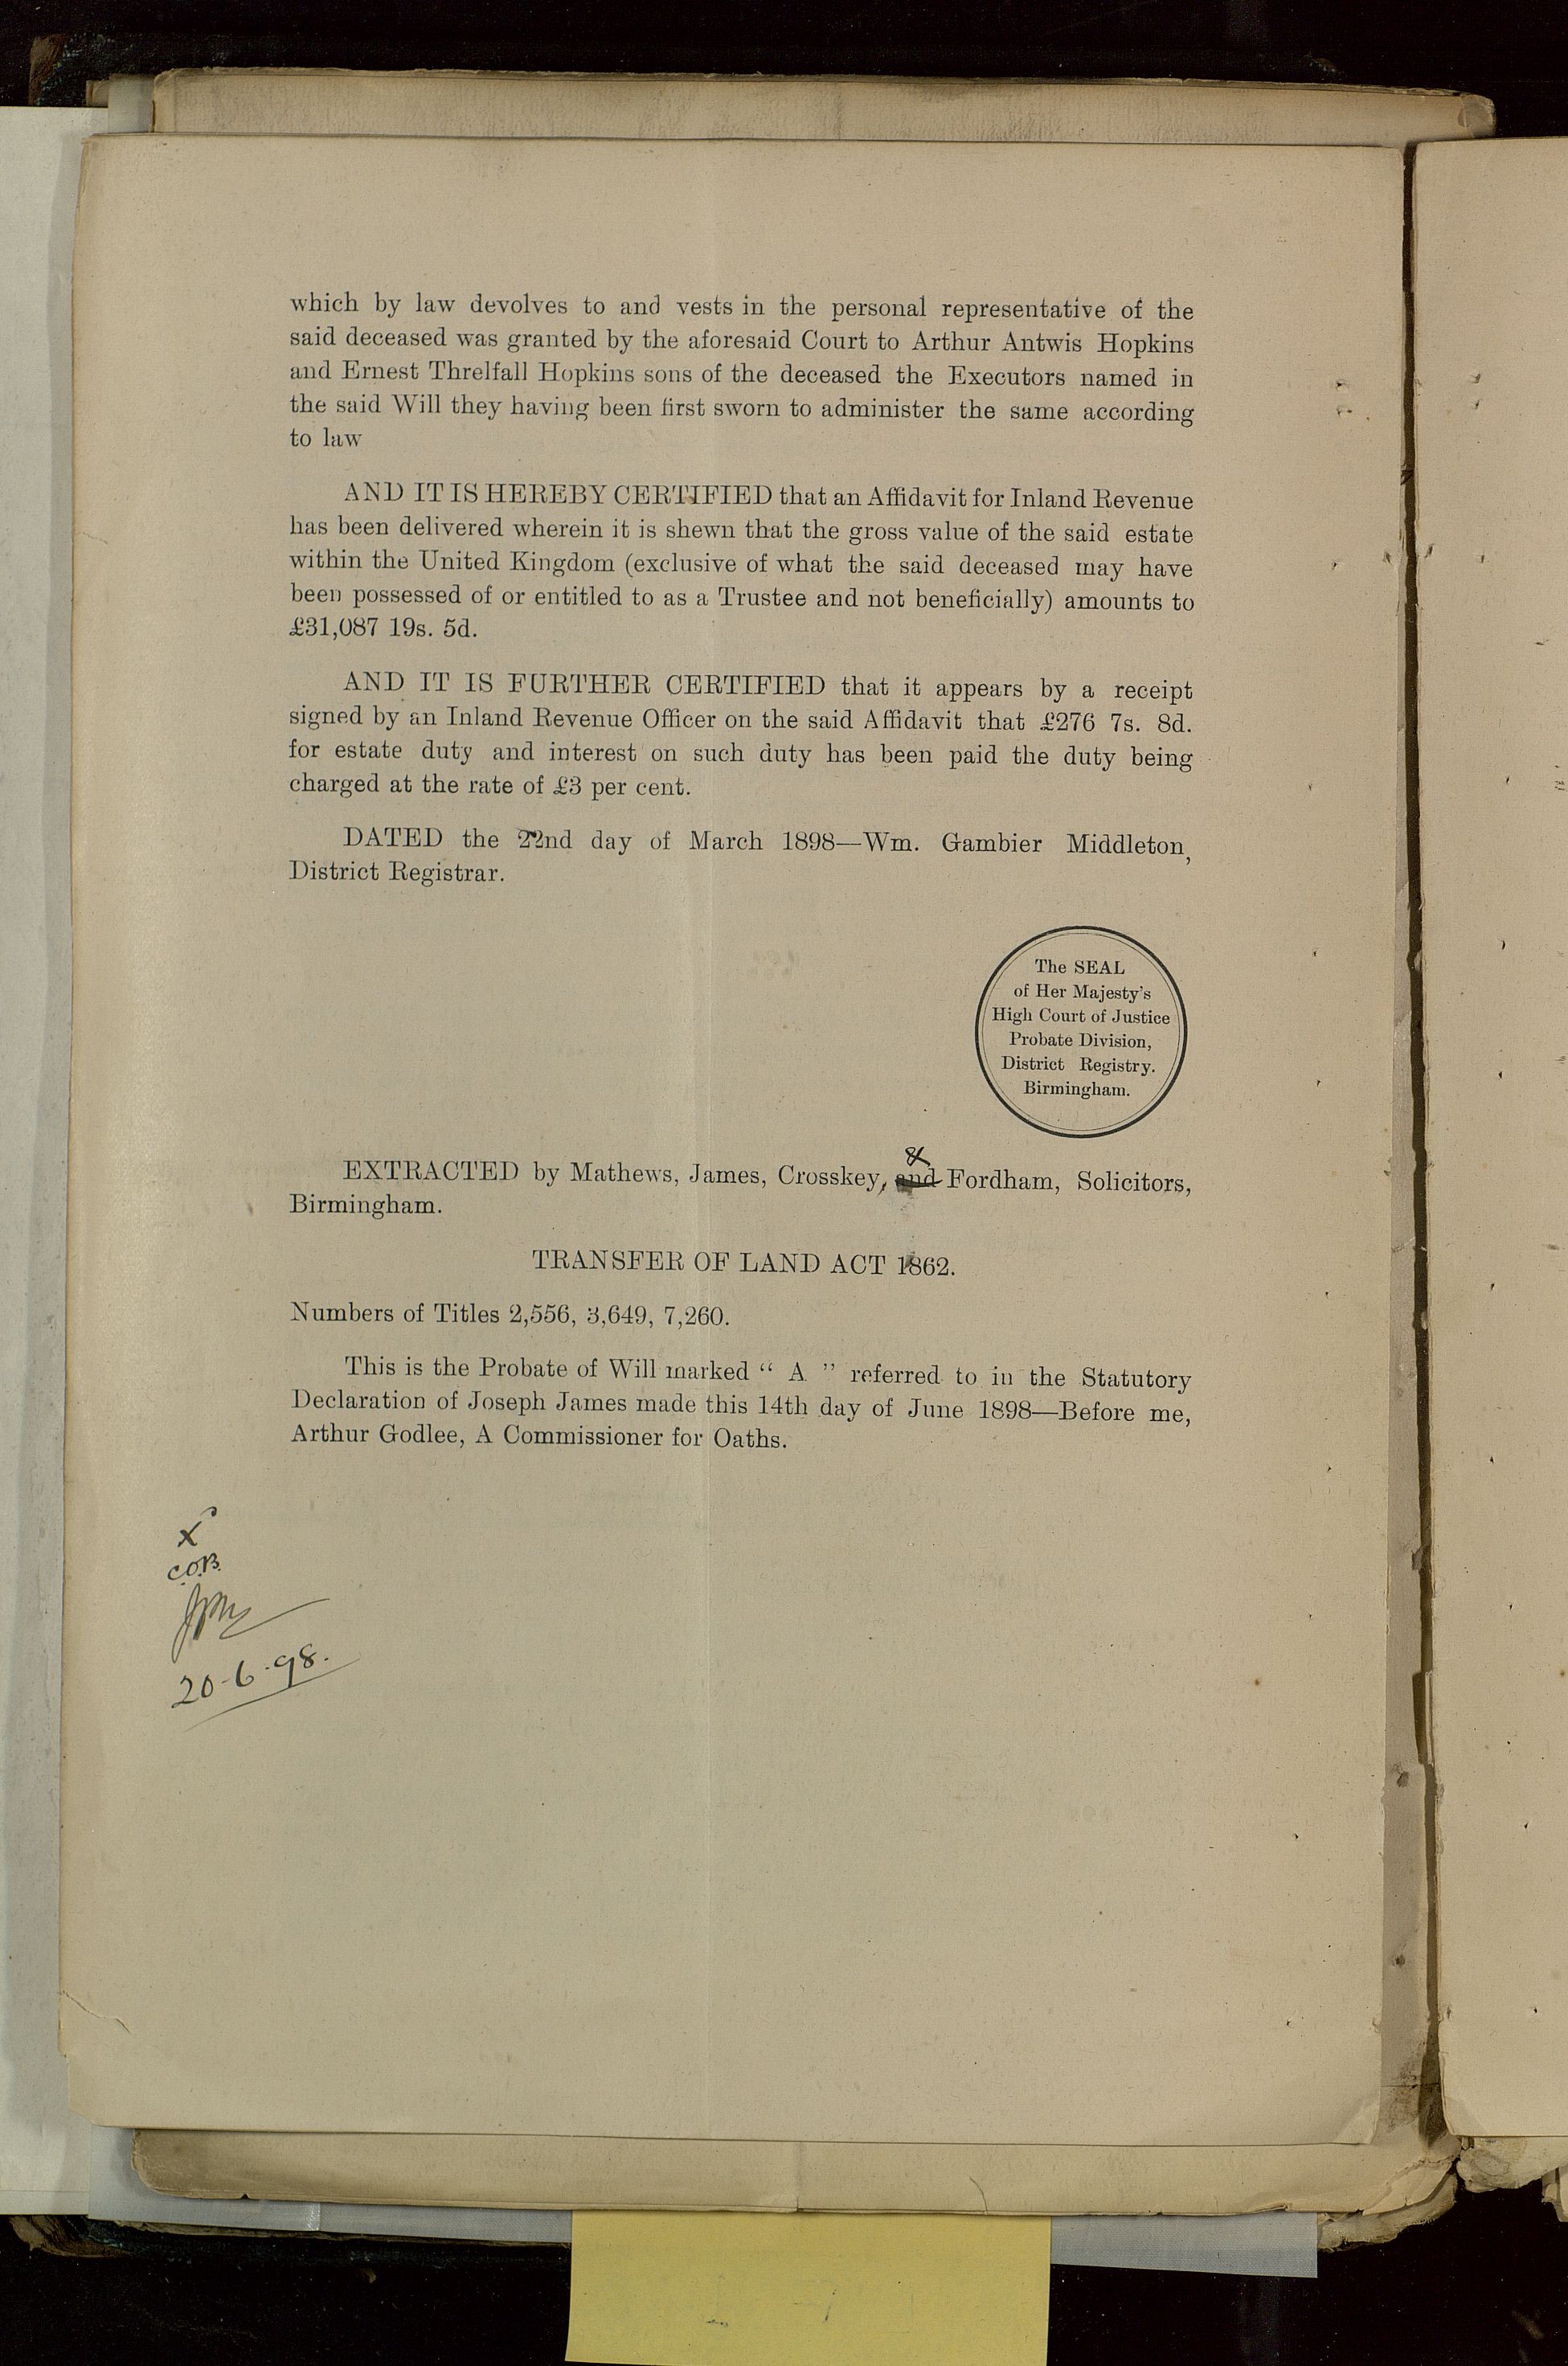 which by law devolves to and vests in the personal representative of the
said deceased was granted by the aforesaid Court to Arthur Antwis Hopkins
and Ernest Threlfall Hopkins sons of the deceased the Executors named in
the said Will they having been first sworn to administer the same according
to law
AND IT IS HEREBY CERTIFIED that an Affidavit for Inland Revenue
has been delivered wherein it is shewn that the gross value of the said estate
within the United Kingdom (exclusive of what the said deceased may have
been possessed of or entitled to as a Trustee and not beneficially) amounts to
£31,087 19s. 5d.
AND IT IS FURTHER CERTIFIED that it appears by a receipt
signed by an Inland Revenue Officer on the said Affidavit that £276 7s. 8d.
for estate duty and interest on such duty has been paid the duty being
charged at the rate of £3 per cent.
DATED the 22nd day of March 1898—Wm. Gambier Middleton,
District Registrar.
The SEAL
of Her Majesty's
High Court of Justice
Probate Division,
District Registry.
Birmingham.
&
EXTRACTED by Mathews, James, Crosskey, and Fordham, Solicitors,
Birmingham.
TRANSFER OF LAND ACT 1862.
Numbers of Titles 2,556, 3,649, 7,260.
This is the Probate of Will marked “ A ” referred to in the Statutory
Declaration of Joseph James made this 14th day of June 1898—Before me,
Arthur Godlee, A Commissioner for Oaths.
X
C.O.B.
20-6-98.